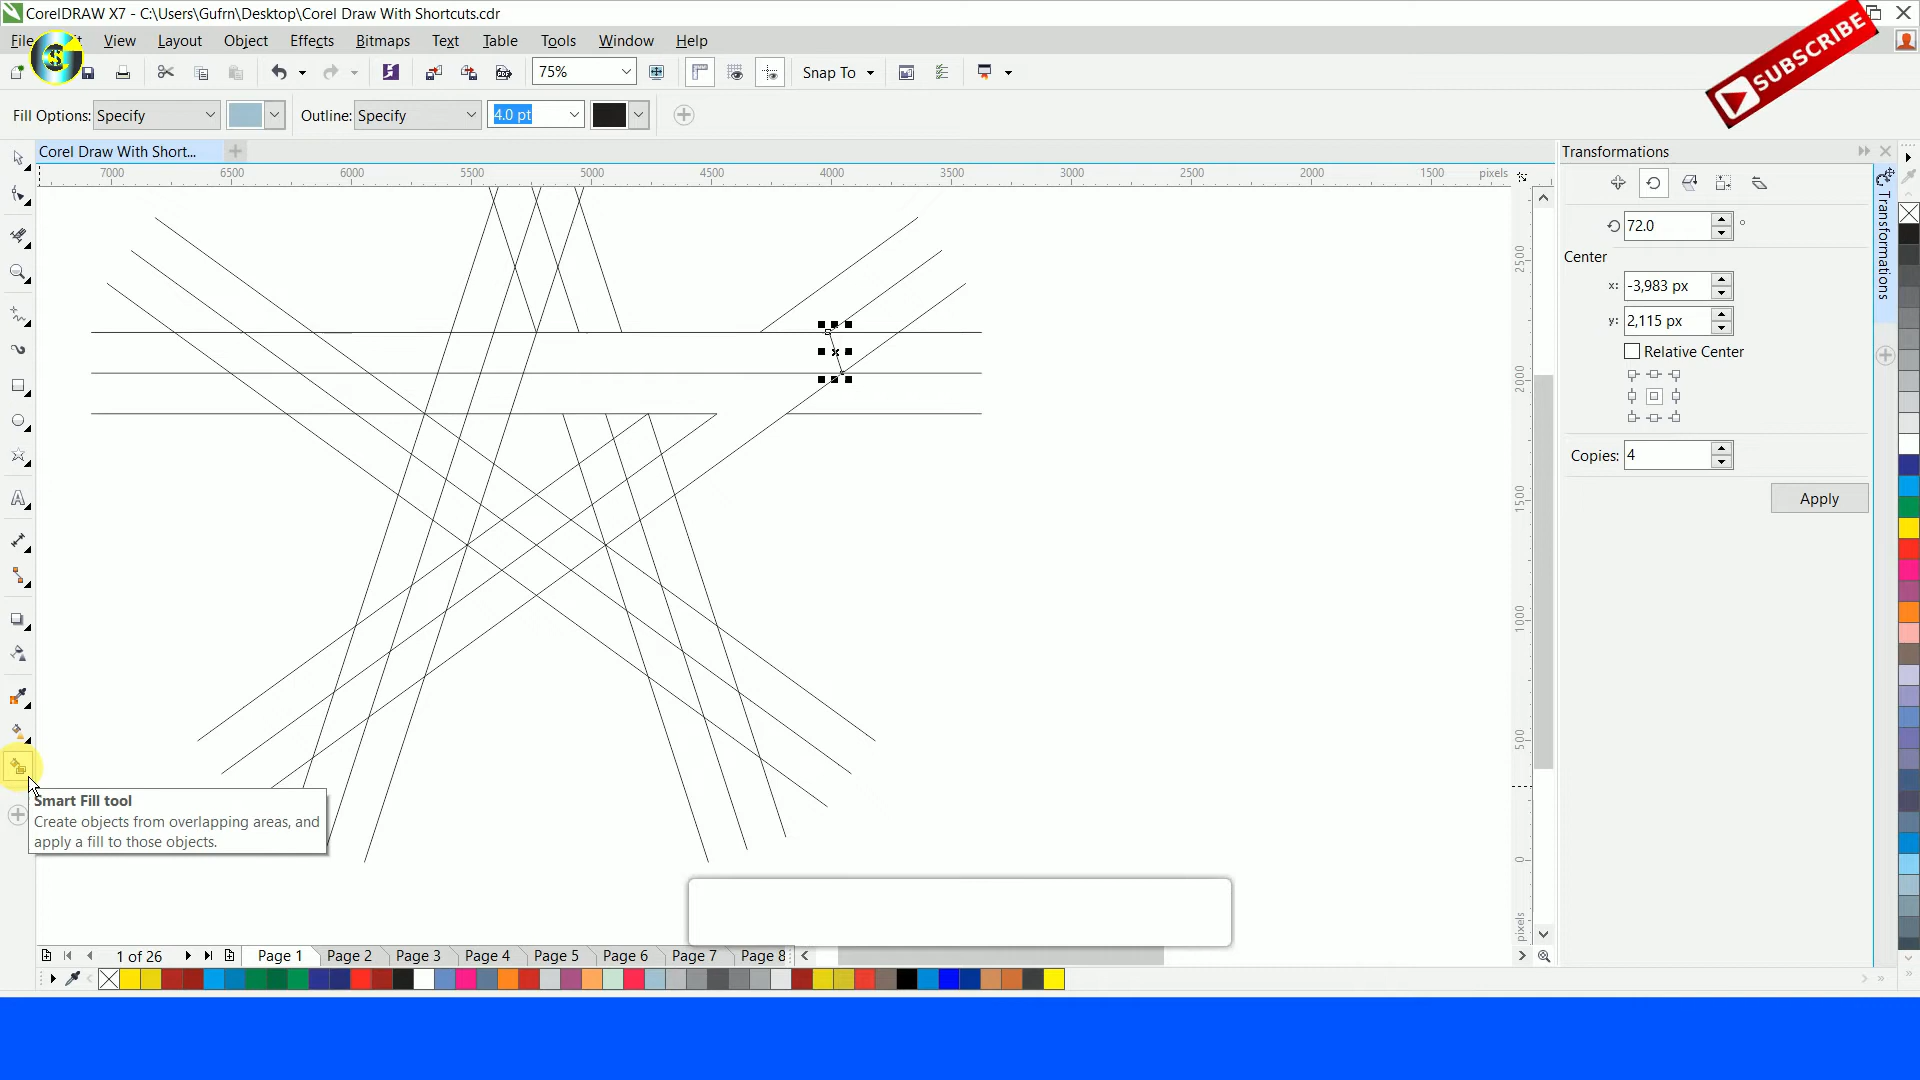 CorelDRAW X7 - C:\Users\Gufrn\Desktop\Corel Draw With Shortcuts.cdr
SUBSCRIBE
File View Layout Object Effects Bitmaps Text Table Tools Window Help
75% Snap To
Fill Options: Specify Outline: Specify 4.0 pt
Corel Draw With Short...
Transformations
7000 6500 6000 5500 5000 4500 4000 3500 3000 2500 2000 1500 pixels
72.0 °
Center
x: -3,983 px
y: 2,115 px
Relative Center
Copies: 4
Apply
Transformations
2500
2000
1500
1000
500
0
pixels
Smart Fill tool
Create objects from overlapping areas, and
apply a fill to those objects.
1 of 26 Page 1 Page 2 Page 3 Page 4 Page 5 Page 6 Page 7 Page 8